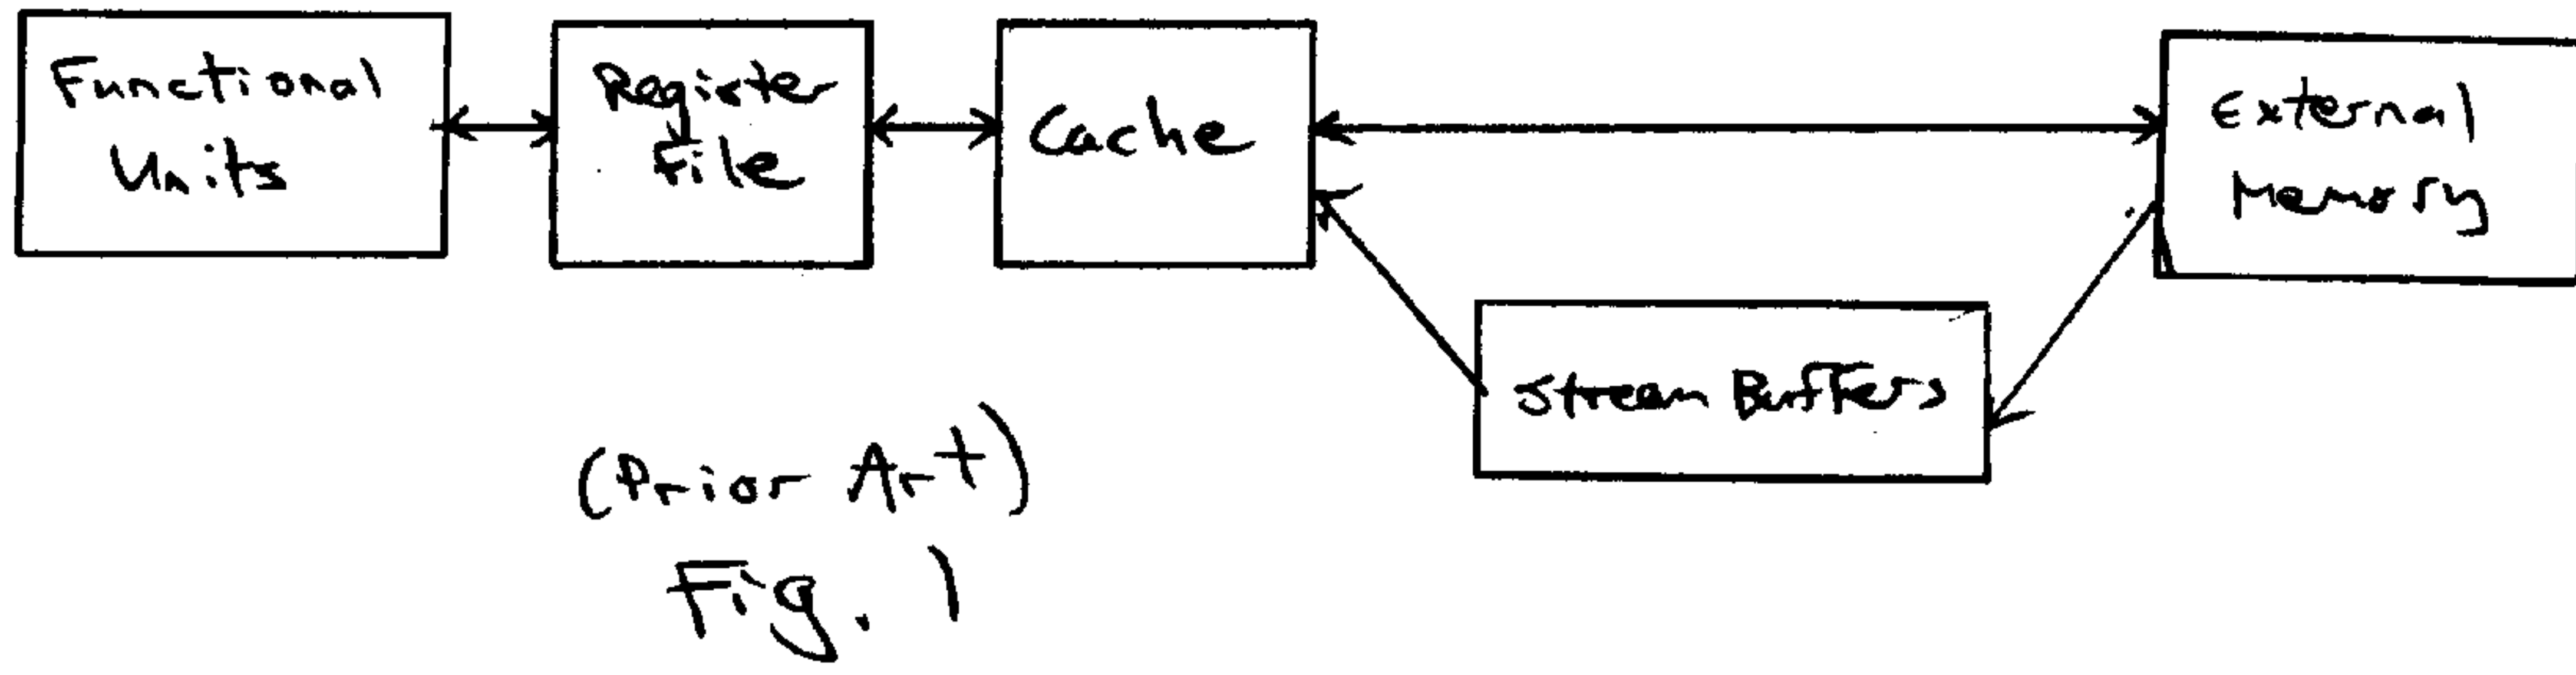 Functional
Units
Register
File
Cache
External
Memory
Stream Buffers
(Prior Art)
Fig. 1